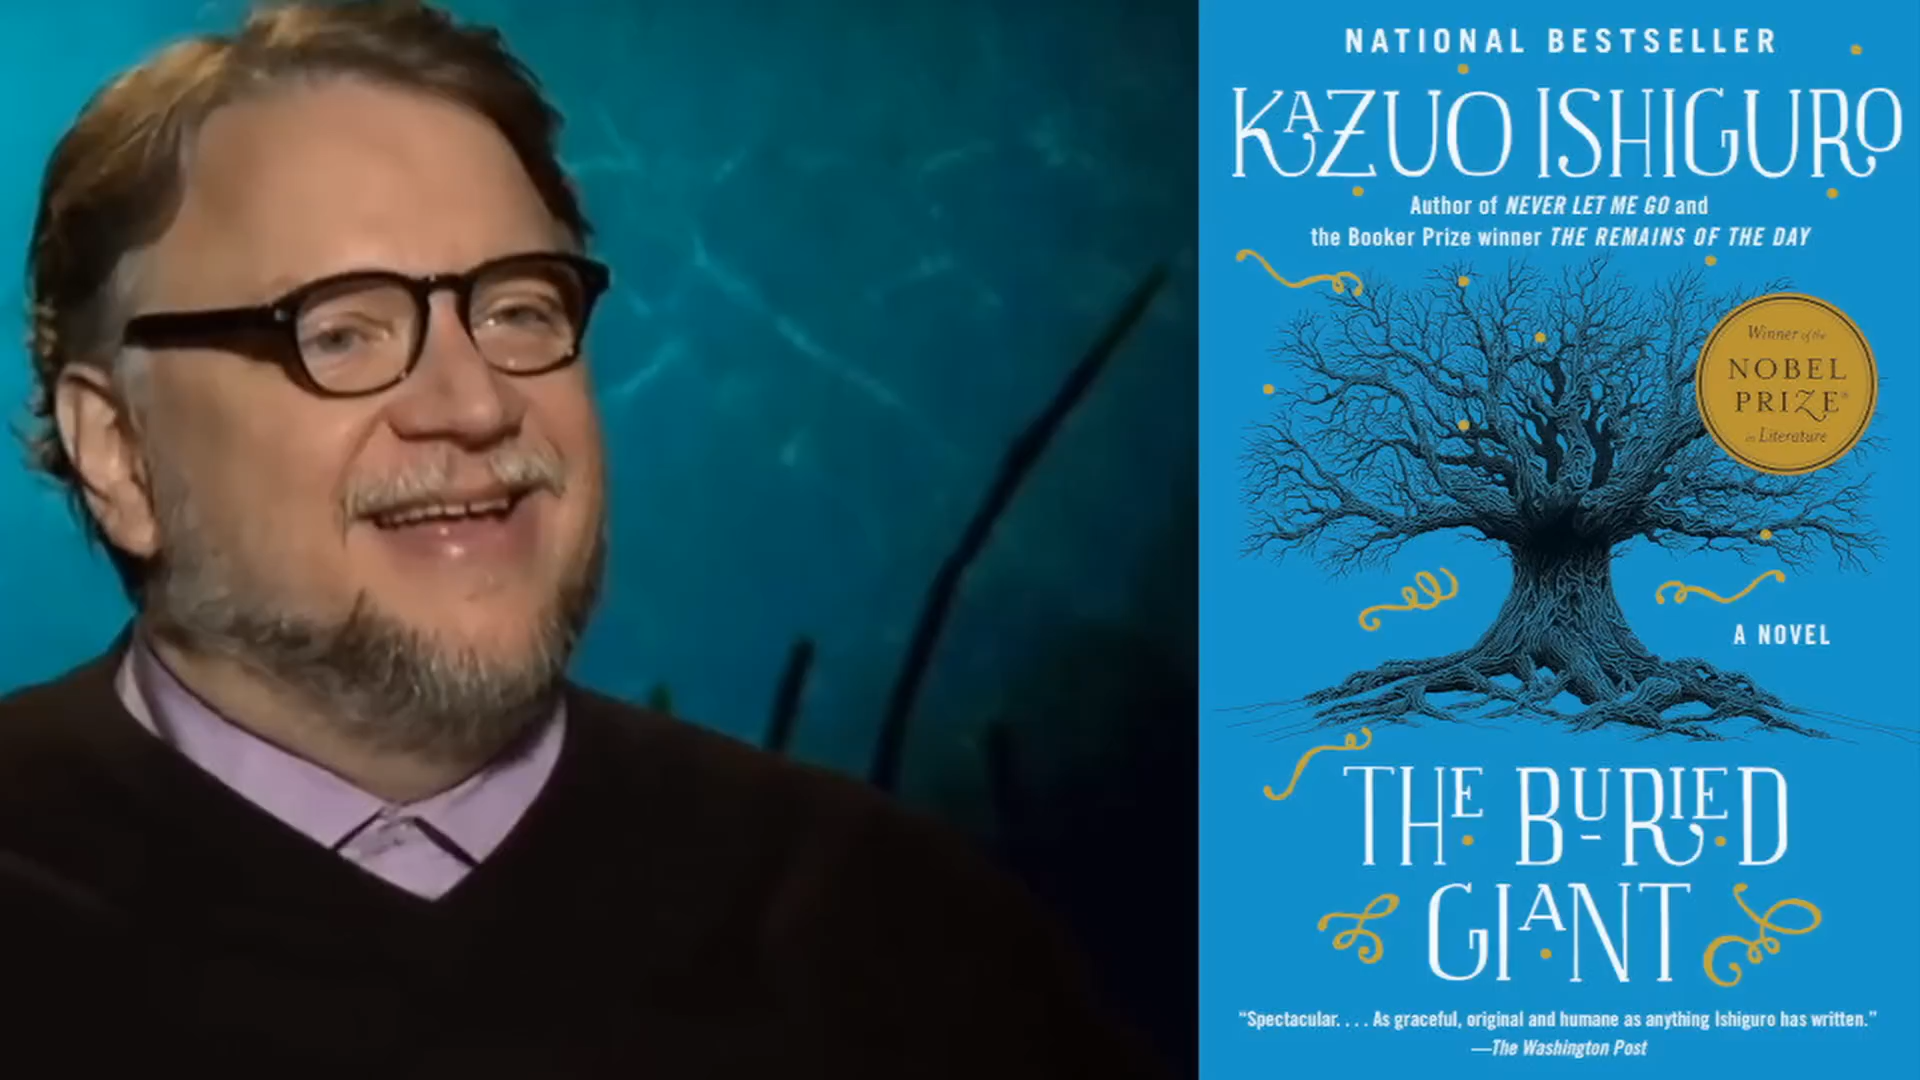 NATIONAL BESTSELLER
KAZUO ISHIGURO
Author of NEVER LET ME GO and
the Booker Prize winner THE REMAINS OF THE DAY
Winner of the
NOBEL
PRIZE®
in Literature
A NOVEL
THE BURIED
GIANT
“Spectacular. . . . As graceful, original and humane as anything Ishiguro has written.”
—The Washington Post